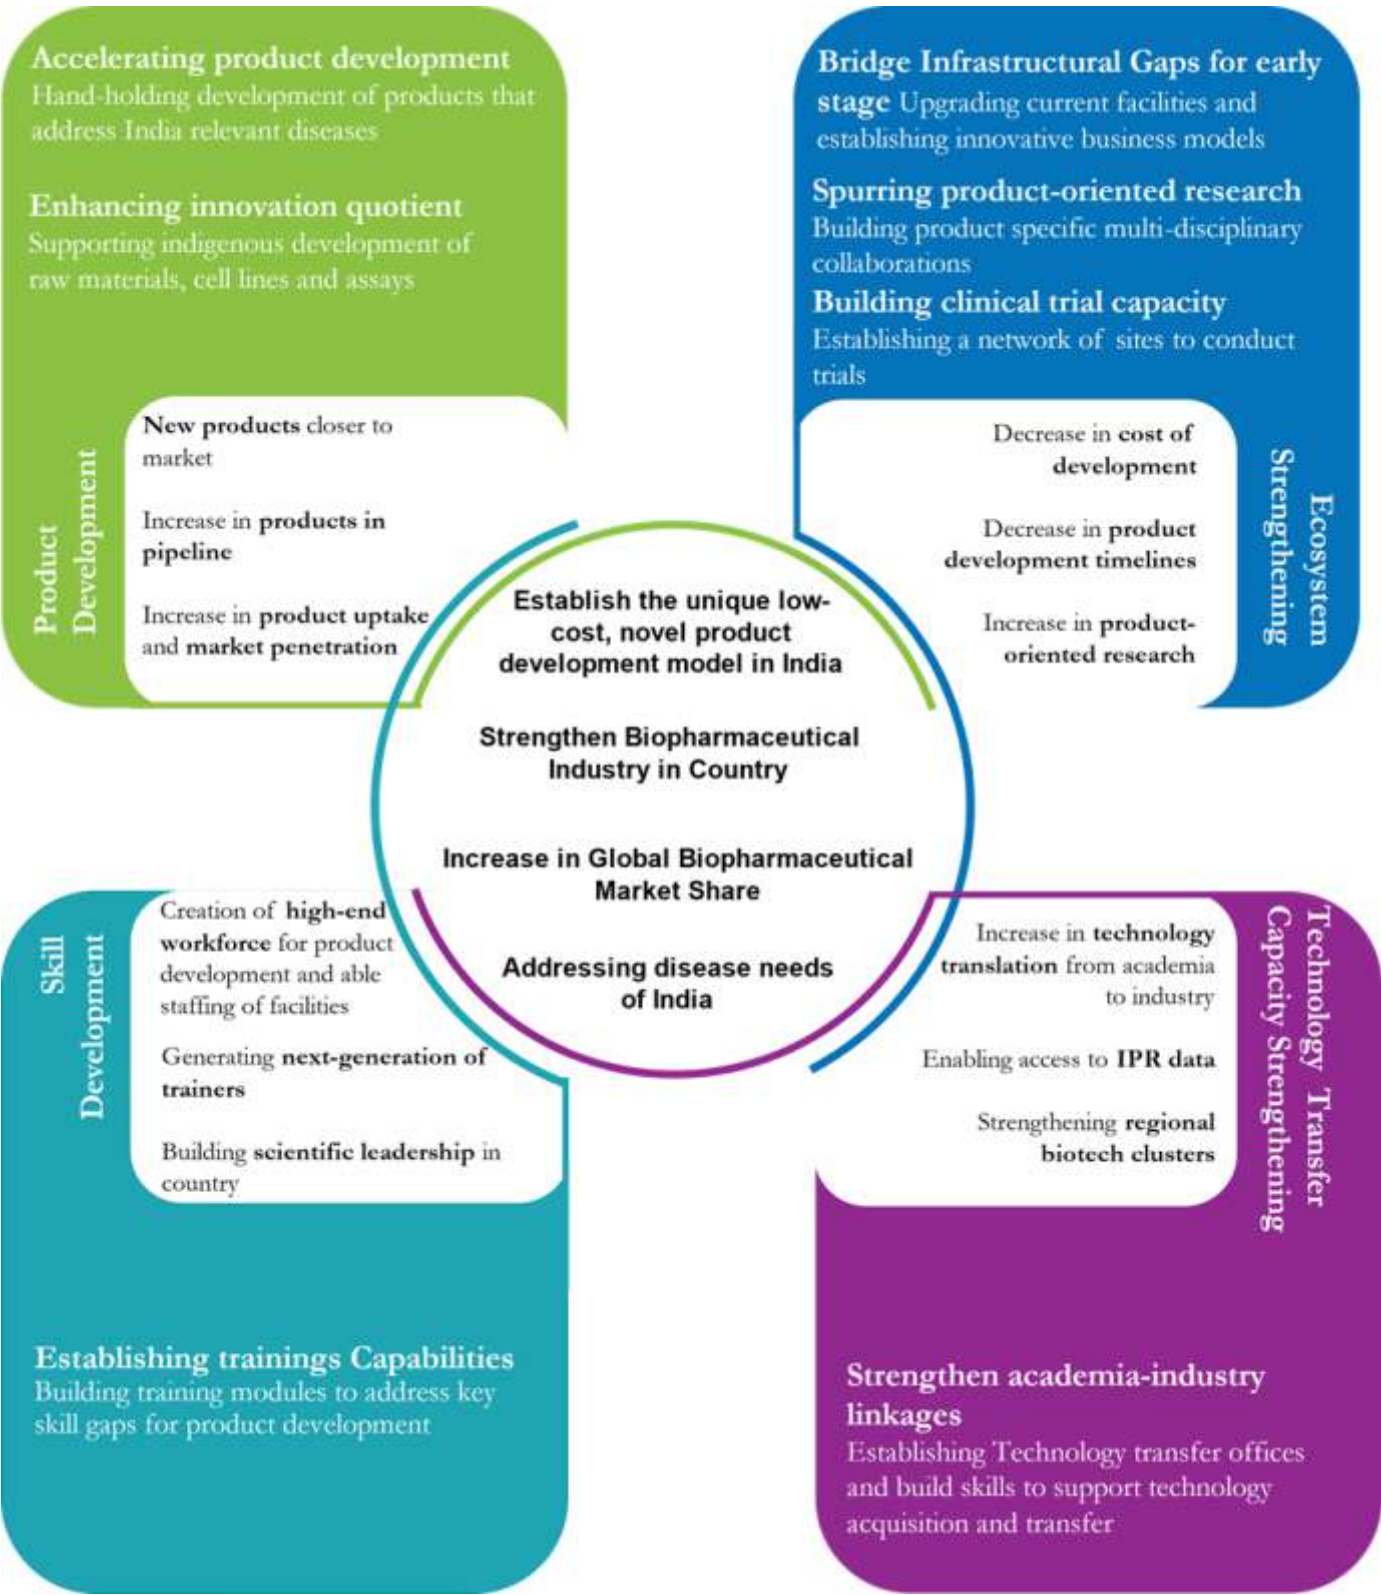 Accelerating product development
Hand-holding development of products that
address India relevant diseases
Enhancing innovation quotient
Supporting indigenous development of
raw materials, cell lines and assays
Product
Development
New products closer to
market
Increase in products in
pipeline
Increase in product uptake
and market penetration
Bridge Infrastructural Gaps for early
stage Upgrading current facilities and
establishing innovative business models
Spurring product-oriented research
Building product specific multi-disciplinary
collaborations
Building clinical trial capacity
Establishing a network of sites to conduct
trials
Decrease in cost of
development
Decrease in product
development timelines
Increase in product-
oriented research
Ecosystem
Strengthening
Establish the unique low-
cost, novel product
development model in India
Strengthen Biopharmaceutical
Industry in Country
Increase in Global Biopharmaceutical
Market Share
Addressing disease needs
of India
Skill
Development
Creation of high-end
workforce for product
development and able
staffing of facilities
Generating next-generation of
trainers
Building scientific leadership in
country
Establishing trainings Capabilities
Building training modules to address key
skill gaps for product development
Increase in technology
translation from academia
to industry
Enabling access to IPR data
Strengthening regional
biotech clusters
Technology Transfer
Capacity Strengthening
Strengthen academia-industry
linkages
Establishing Technology transfer offices
and build skills to support technology
acquisition and transfer